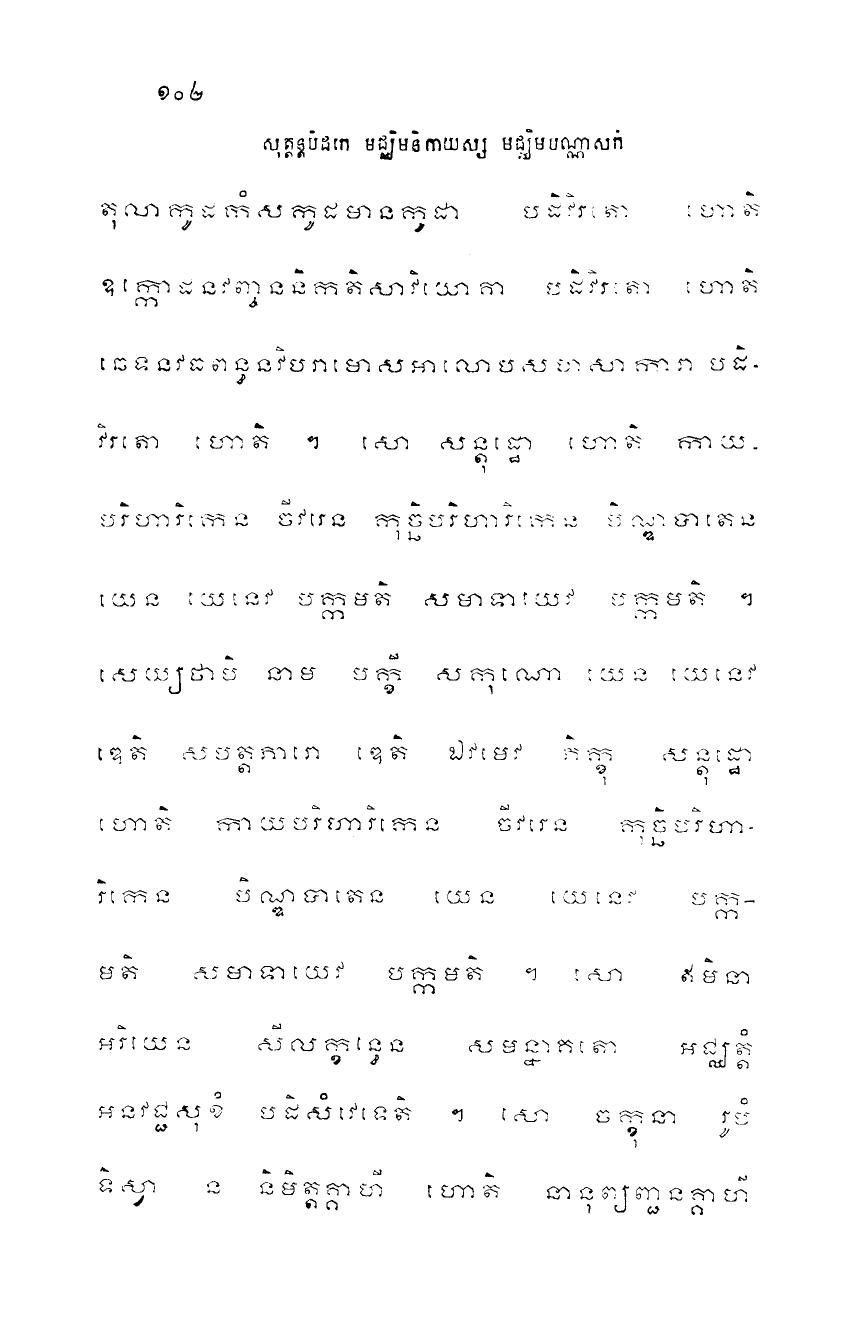 ១០២
សុត្តន្តបិដកេ មជ្ឈិមនិកាយស្ស មជ្ឈិមបណ្ណាសកំ
តុលាកូដកំសកូដមានកូដា បដិវិរតោ ហោតិ
ឧក្កោដនវញ្ចននិកតិសាវិយោគា បដិវិរតោ ហោតិ
ឆេទនវធពន្ធនវិបរាមោសអាលោបសហសាការា បដិ-
វិរតោ ហោតិ ។ សោ សន្តុដ្ឋោ ហោតិ កាយ-
បរិហារិកេន ចីវរេន កុច្ឆិបរិហារិកេន បិណ្ឌបាតេន
យេន យេនេវ បក្កមតិ សមាទាយេវ បក្កមតិ ។
សេយ្យថាបិ នាម បក្ខី សកុណោ យេន យេនេវ
ឌេតិ សបត្តភារោ ឌេតិ ឯវមេវ ភិក្ខុ សន្តុដ្ឋោ
ហោតិ កាយបរិហារិកេន ចីវរេន កុច្ឆិបរិហា-
រិកេន បិណ្ឌបាតេន យេន យេនេវ បក្ក-
មតិ សមាទាយេវ បក្កមតិ ។ សោ ឥមិនា
អរិយេន សីលក្ខន្ធេន សមន្នាគតោ អជ្ឈត្តំ
អនវជ្ជសុខំ បដិសំវេទេតិ ។ សោ ចក្ខុនា រូបំ
ទិស្វា ន និមិត្តគ្គាហី ហោតិ នានុព្យញ្ជនគ្គាហី